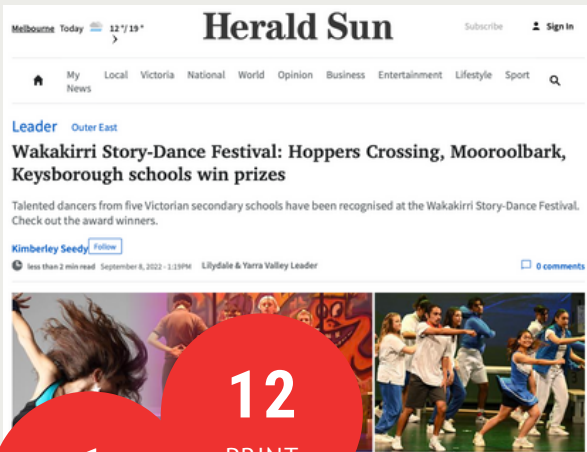 Melbourne Today 12°/19°
Herald Sun
Subscribe
Sign In
My News Local Victoria National World Opinion Business Entertainment Lifestyle Sport
Leader Outer East
Wakakirri Story-Dance Festival: Hoppers Crossing, Mooroolbark,
Keysborough schools win prizes
Talented dancers from five Victorian secondary schools have been recognised at the Wakakirri Story-Dance Festival.
Check out the award winners.
Kimberley Seedy Follow
less than 2 min read September 8, 2022 - 1:19PM Lilydale & Yarra Valley Leader
0 comments
12
PRINT